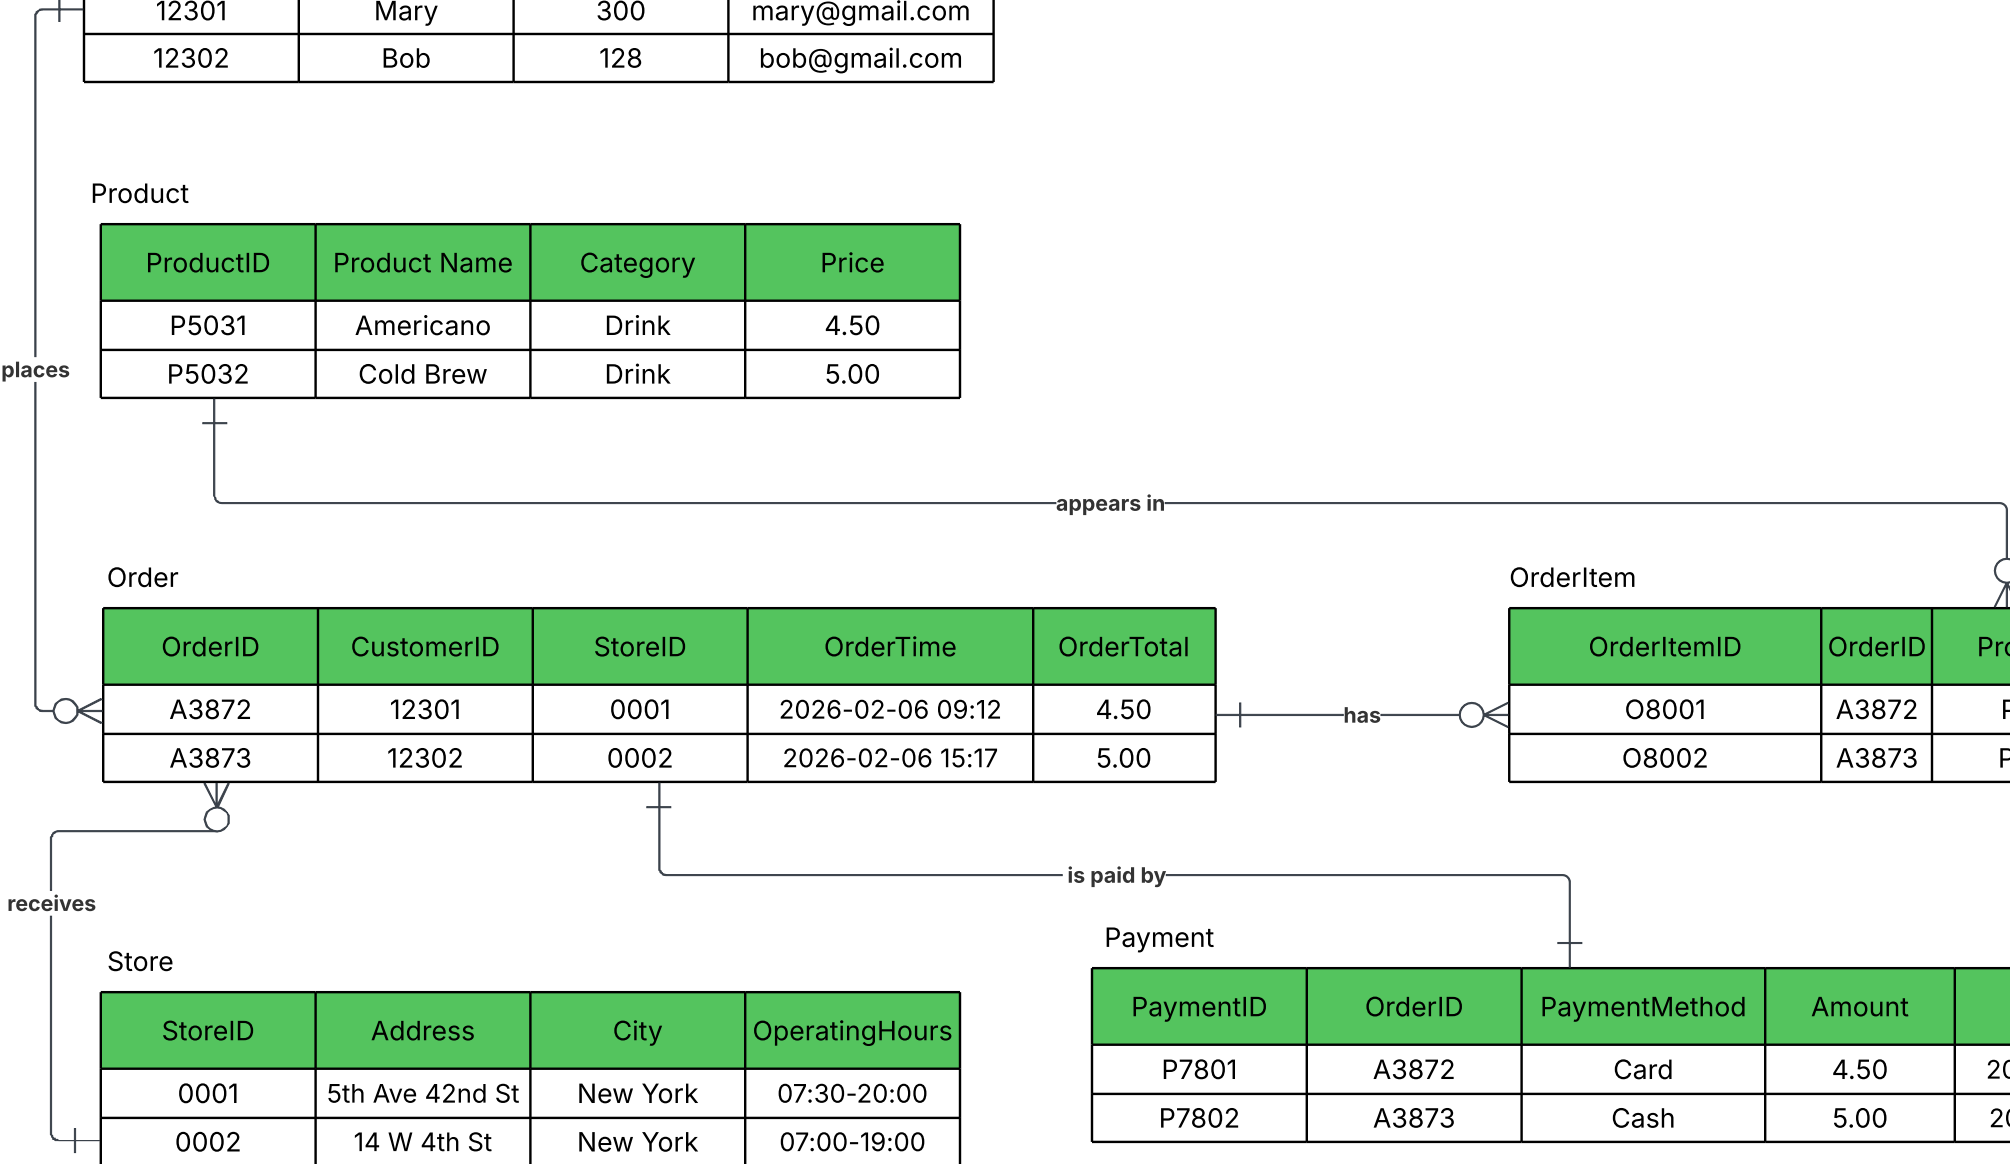 12301 Mary 300 mary@gmail.com
12302 Bob 128 bob@gmail.com
Product
ProductID Product Name Category Price
P5031 Americano Drink 4.50
places
P5032 Cold Brew Drink 5.00
appears in
Order
OrderID CustomerID StoreID OrderTime OrderTotal
A3872 12301 0001 2026-02-06 09:12 4.50
A3873 12302 0002 2026-02-06 15:17 5.00
has
OrderItem
OrderItemID OrderID
O8001 A3872
O8002 A3873
is paid by
receives
Store
StoreID Address City OperatingHours
0001 5th Ave 42nd St New York 07:30-20:00
0002 14 W 4th St New York 07:00-19:00
Payment
PaymentID OrderID PaymentMethod Amount
P7801 A3872 Card 4.50
P7802 A3873 Cash 5.00